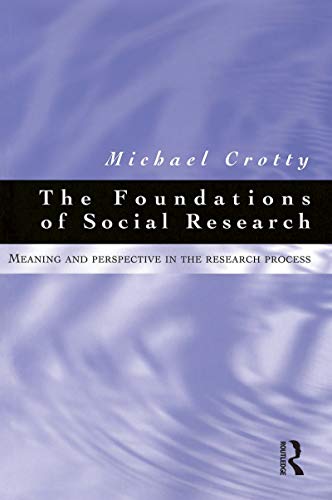 Michael Crotty
The Foundations
of Social Research
MEANING AND PERSPECTIVE IN THE RESEARCH PROCESS
ROUTLEDGE